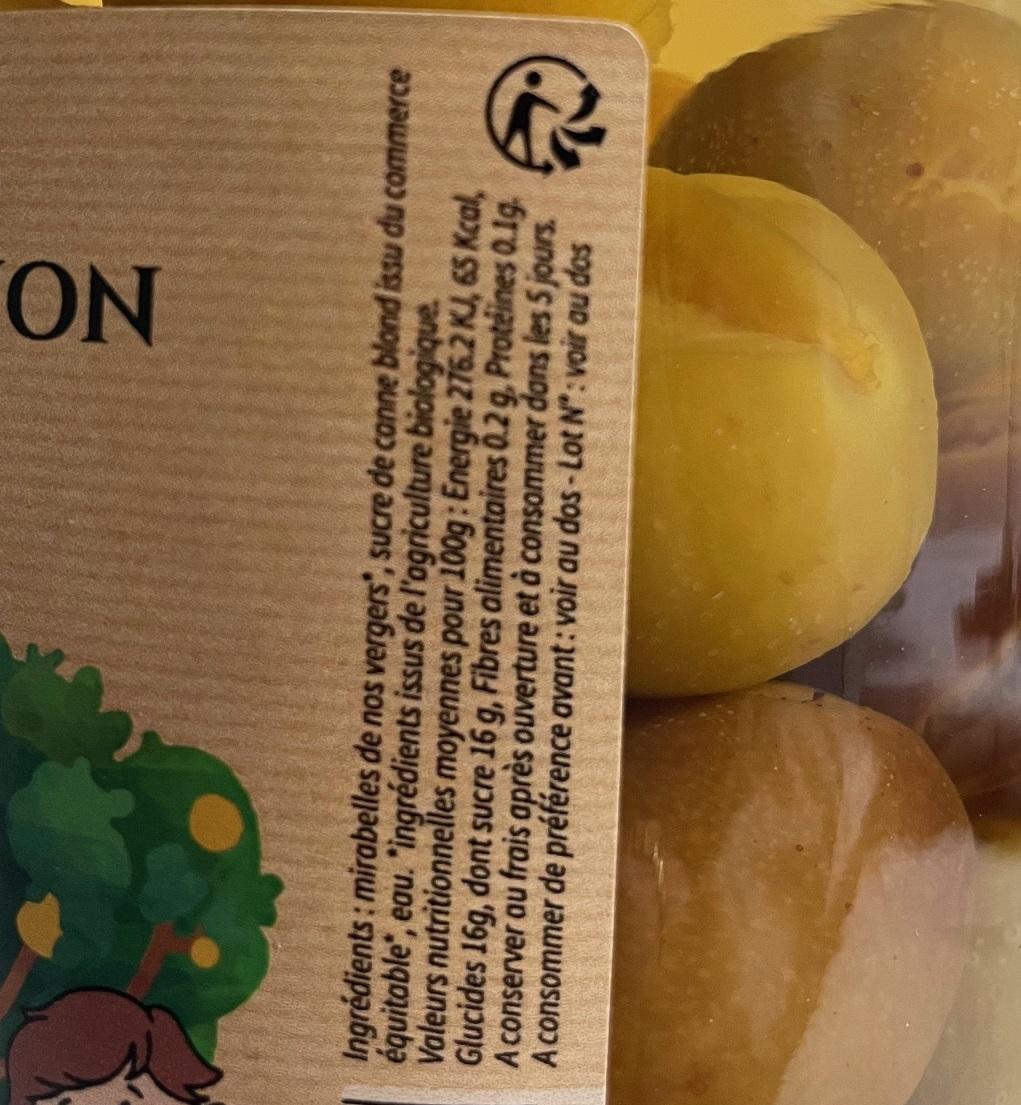 Ingrédients : mirabelles de nos vergers*, sucre de canne blond issu du commerce
équitable*, eau. *ingrédients issus de l'agriculture biologique.
Valeurs nutritionnelles moyennes pour 100g : Energie 276.2 KJ, 65 Kcal,
Glucides 16g, dont sucre 16 g, Fibres alimentaires 0.2 g, Protéines 0.1g.
A conserver au frais après ouverture et à consommer dans les 5 jours.
A consommer de préférence avant : voir au dos - Lot N° : voir au dos